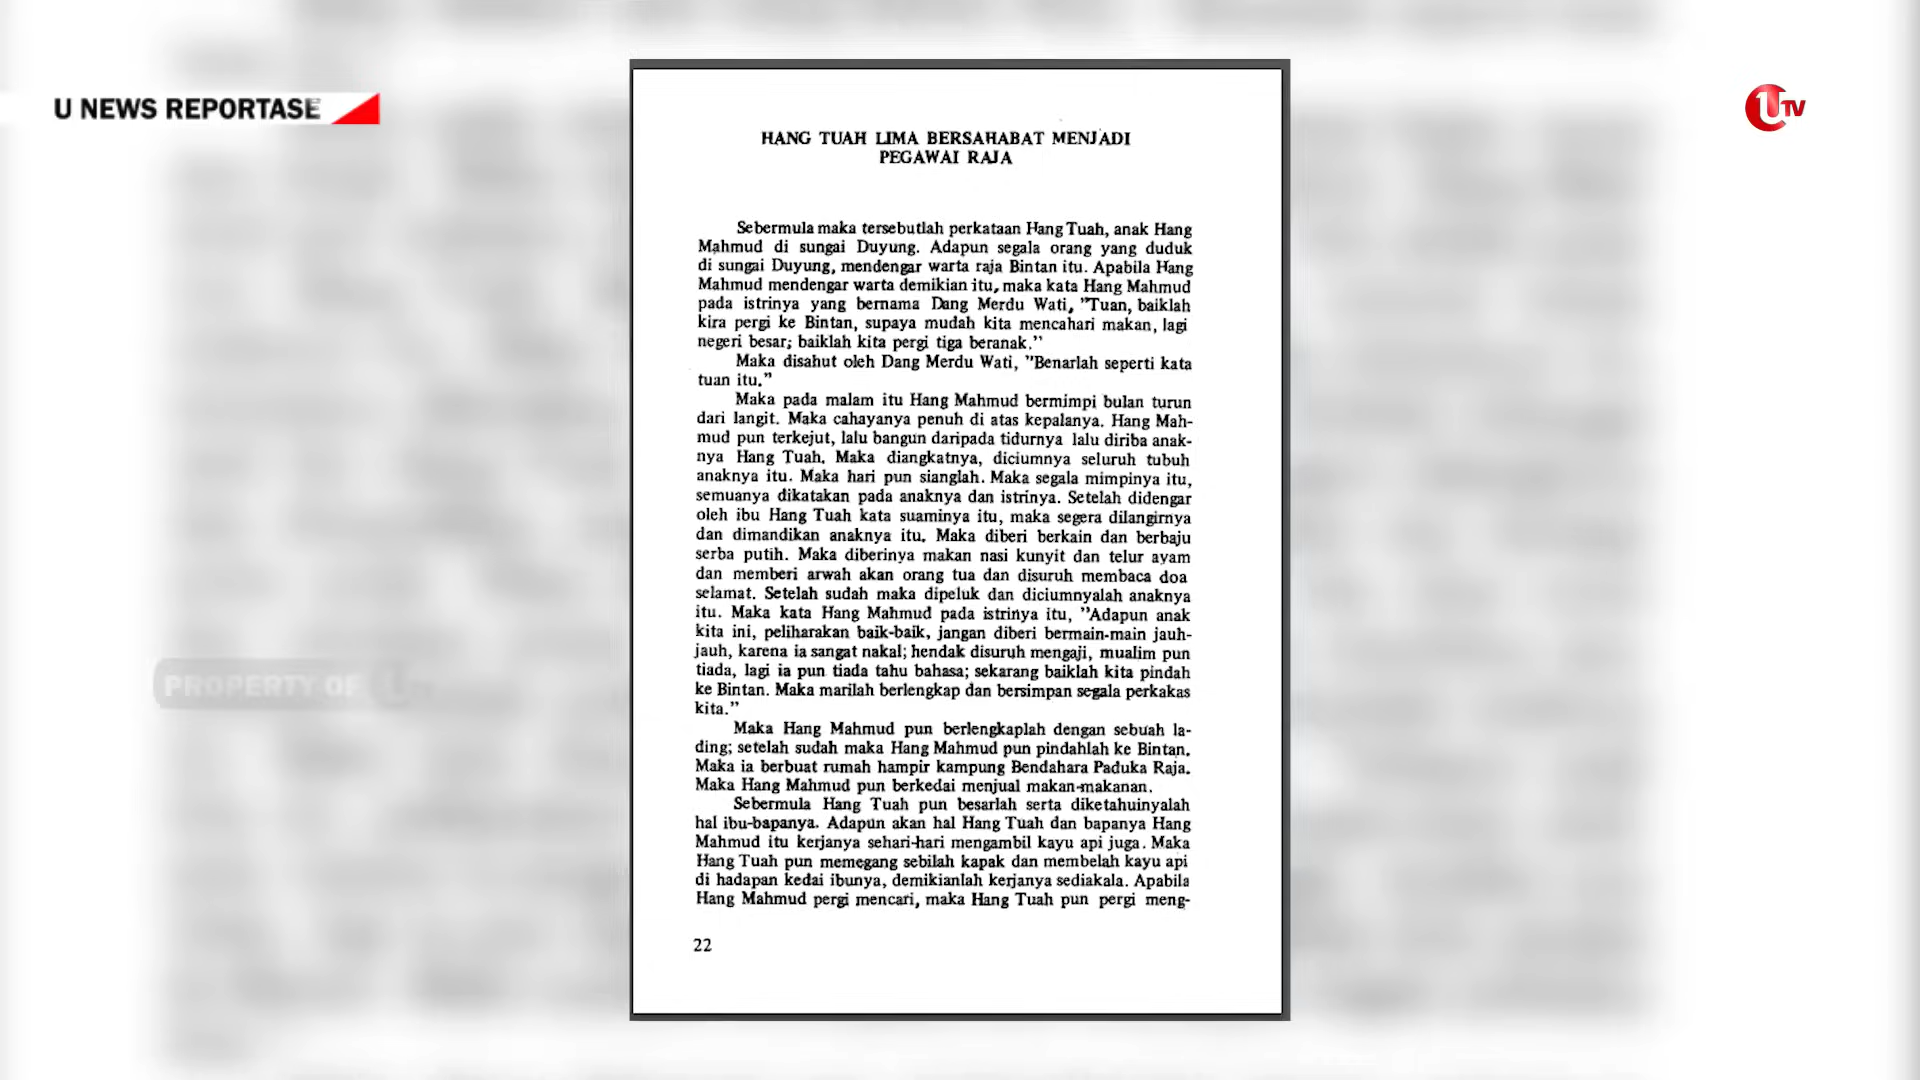 U NEWS REPORTASE
UTV
HANG TUAH LIMA BERSAHABAT MENJADI
PEGAWAI RAJA
Sebermula maka tersebutlah perkataan Hang Tuah, anak Hang
Mahmud di sungai Duyung. Adapun segala orang yang duduk
di sungai Duyung, mendengar warta raja Bintan itu. Apabila Hang
Mahmud mendengar warta demikian itu, maka kata Hang Mahmud
pada istrinya yang bernama Dang Merdu Wati, "Tuan, baiklah
kira pergi ke Bintan, supaya mudah kita mencahari makan, lagi
negeri besar; baiklah kita pergi tiga beranak."
Maka disahut oleh Dang Merdu Wati, "Benarlah seperti kata
tuan itu."
Maka pada malam itu Hang Mahmud bermimpi bulan turun
dari langit. Maka cahayanya penuh di atas kepalanya. Hang Mah-
mud pun terkejut, lalu bangun daripada tidurnya lalu diriba anak-
nya Hang Tuah. Maka diangkatnya, diciumnya seluruh tubuh
anaknya itu. Maka hari pun sianglah. Maka segala mimpinya itu,
semuanya dikatakan pada anaknya dan istrinya. Setelah didengar
oleh ibu Hang Tuah kata suaminya itu, maka segera dilangirnya
dan dimandikan anaknya itu. Maka diberi berkain dan berbaju
serba putih. Maka diberinya makan nasi kunyit dan telur ayam
dan memberi arwah akan orang tua dan disuruh membaca doa
selamat. Setelah sudah maka dipeluk dan diciumnyalah anaknya
itu. Maka kata Hang Mahmud pada istrinya itu, "Adapun anak
kita ini, peliharakan baik-baik, jangan diberi bermain-main jauh-
jauh, karena ia sangat nakal; hendak disuruh mengaji, mualim pun
tiada, lagi ia pun tiada tahu bahasa; sekarang baiklah kita pindah
ke Bintan. Maka marilah berlengkap dan bersimpan segala perkakas
kita."
Maka Hang Mahmud pun berlengkaplah dengan sebuah la-
ding; setelah sudah maka Hang Mahmud pun pindahlah ke Bintan.
Maka ia berbuat rumah hampir kampung Bendahara Paduka Raja.
Maka Hang Mahmud pun berkedai menjual makan-makanan.
Sebermula Hang Tuah pun besarlah serta diketahuinyalah
hal ibu-bapanya. Adapun akan hal Hang Tuah dan bapanya Hang
Mahmud itu kerjanya sehari-hari mengambil kayu api juga. Maka
Hang Tuah pun memegang sebilah kapak dan membelah kayu api
di hadapan kedai ibunya, demikianlah kerjanya sediakala. Apabila
Hang Mahmud pergi mencari, maka Hang Tuah pun pergi meng-
22
PROPERTY OF UTV